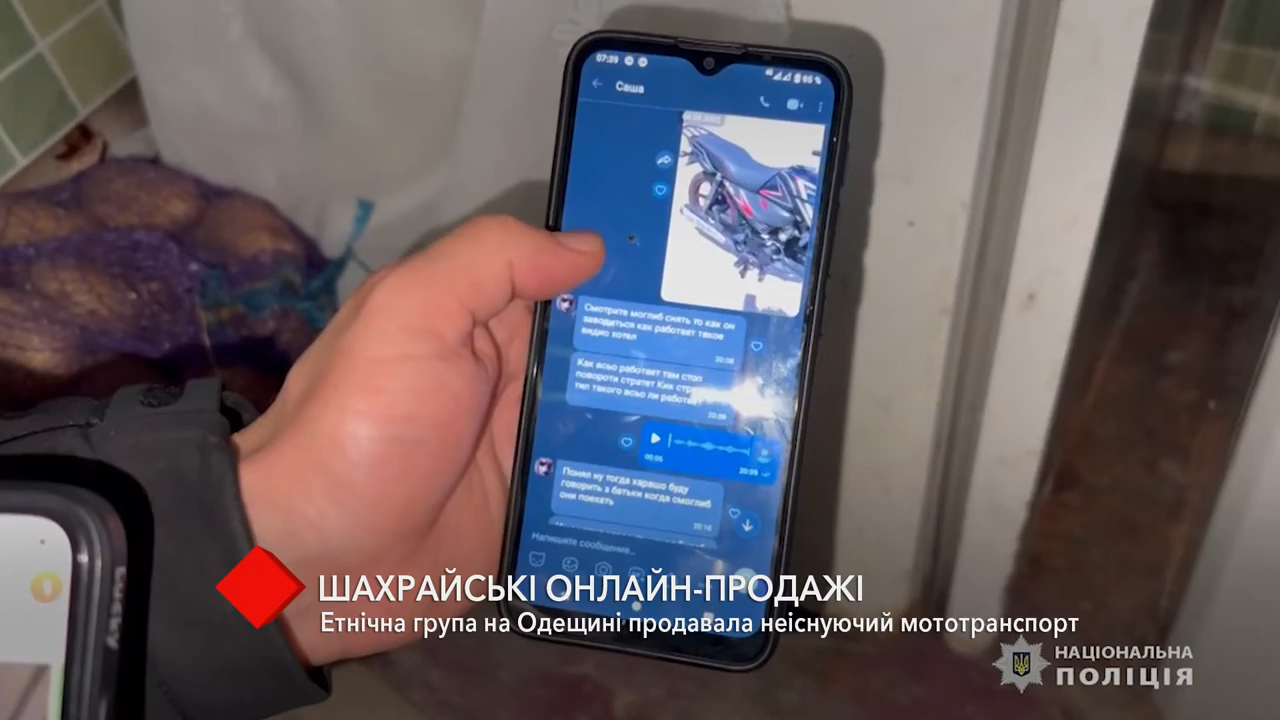 07:39
65 %
Саша
Смотрите моглиб снять то как он
заводиться как работает такое
видио хотел
20:08
Как всьо работает там стоп
повороти стратет Кик
тип такого всьо ли
20:09
00:05
20:09
Понял ну тогда харашо буду
говорить з батьки когда смоглиб
они поехать
20:10
Напишите сообщение...
ШАХРАЙСЬКІ ОНЛАЙН-ПРОДАЖІ
Етнічна група на Одещині продавала неіснуючий мототранспорт
НАЦІОНАЛЬНА
ПОЛІЦІЯ